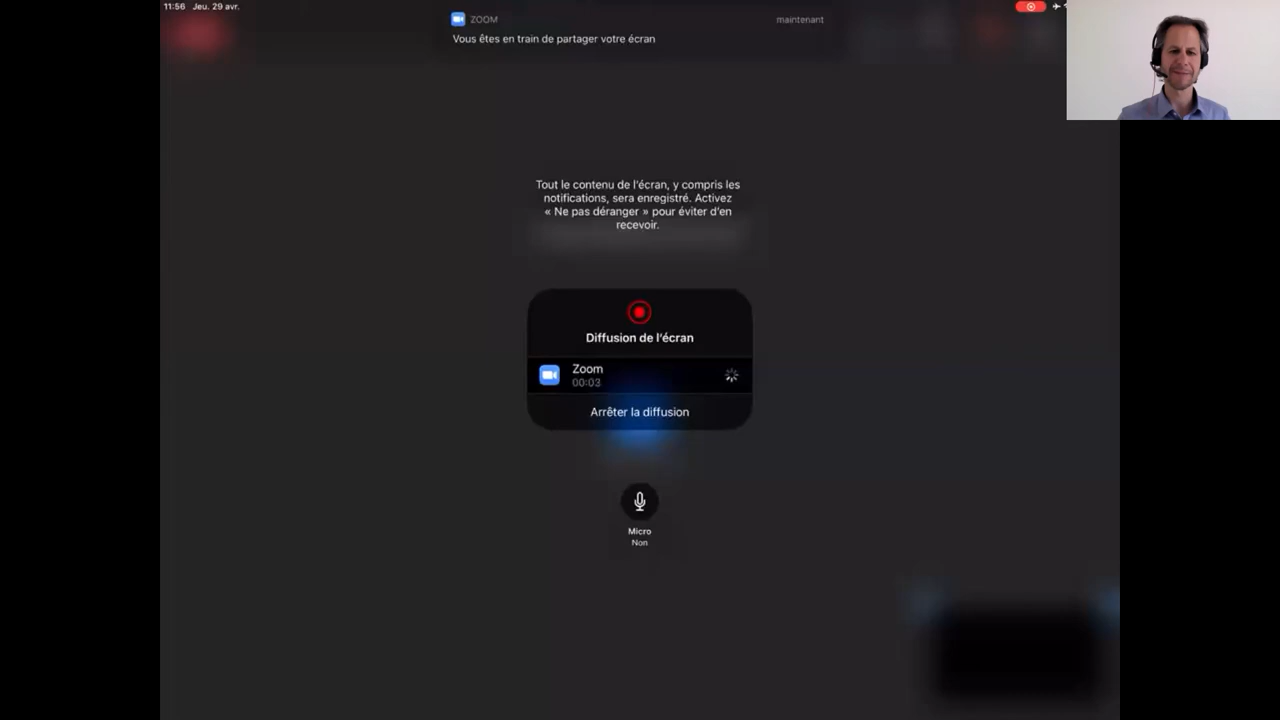 11:56 Jeu. 29 avr.
ZOOM maintenant
Vous êtes en train de partager votre écran
Tout le contenu de l'écran, y compris les
notifications, sera enregistré. Activez
« Ne pas déranger » pour éviter d'en
recevoir.
Diffusion de l'écran
Zoom
00:03
Arrêter la diffusion
Micro
Non